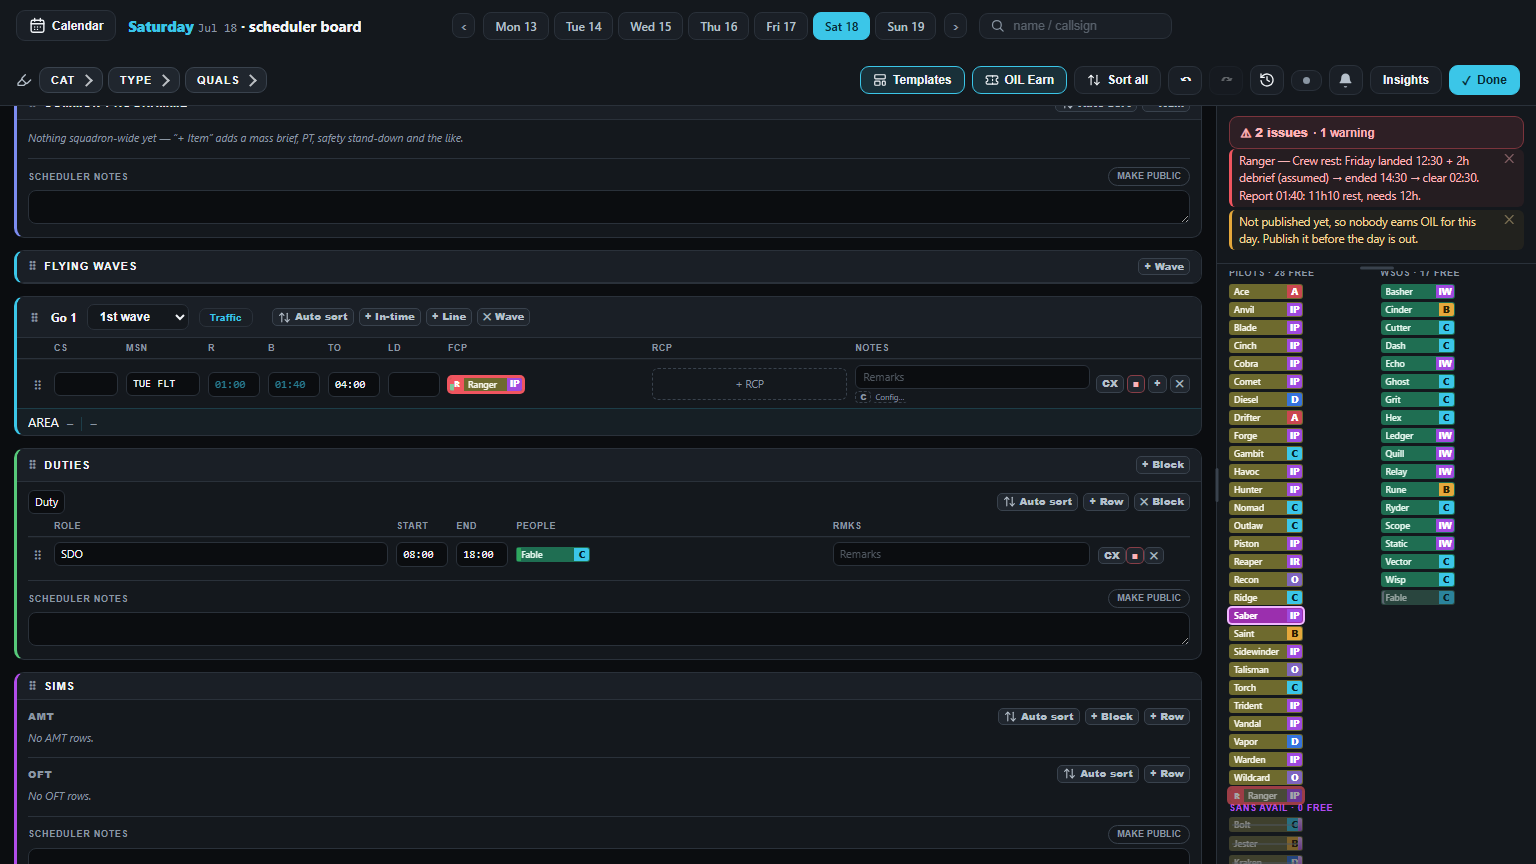 Calendar
Saturday Jul 18 · scheduler board
Mon 13
Tue 14
Wed 15
Thu 16
Fri 17
Sat 18
Sun 19
name / callsign
CAT
TYPE
QUALS
Templates
OIL Earn
Sort all
Insights
✓ Done
Nothing squadron-wide yet — "+ Item" adds a mass brief, PT, safety stand-down and the like.
SCHEDULER NOTES
MAKE PUBLIC
FLYING WAVES
+ Wave
Go 1
1st wave
Traffic
Auto sort
+ In-time
+ Line
✕ Wave
CS MSN R B TO LD FCP RCP NOTES
TUE FLT
01:00
01:40
04:00
R Ranger IP
+ RCP
Remarks
C Config...
CX
AREA – | –
DUTIES
+ Block
Duty
Auto sort
+ Row
✕ Block
ROLE START END PEOPLE RMKS
SDO
08:00
18:00
Fable C
Remarks
CX
SCHEDULER NOTES
MAKE PUBLIC
SIMS
AMT
Auto sort
+ Block
+ Row
No AMT rows.
OFT
Auto sort
+ Row
No OFT rows.
SCHEDULER NOTES
MAKE PUBLIC
⚠ 2 issues · 1 warning
Ranger — Crew rest: Friday landed 12:30 + 2h
debrief (assumed) → ended 14:30 → clear 02:30.
Report 01:40: 11h10 rest, needs 12h.
Not published yet, so nobody earns OIL for this
day. Publish it before the day is out.
PILOTS · 28 FREE
Ace A
Anvil IP
Blade IP
Cinch IP
Cobra IP
Comet IP
Diesel D
Drifter A
Forge IP
Gambit C
Havoc IP
Hunter IP
Nomad C
Outlaw C
Piston IP
Reaper IR
Recon O
Ridge C
Saber IP
Saint B
Sidewinder IP
Talisman O
Torch C
Trident IP
Vandal IP
Vapor D
Warden IP
Wildcard O
R Ranger IP
SANS AVAIL · 0 FREE
Bolt C
Jester B
Kraken D
WSOS · 17 FREE
Basher IW
Cinder B
Cutter C
Dash C
Echo IW
Ghost C
Grit C
Hex C
Ledger IW
Quill IW
Relay IW
Rune B
Ryder C
Scope IW
Static IW
Vector C
Wisp C
Fable C